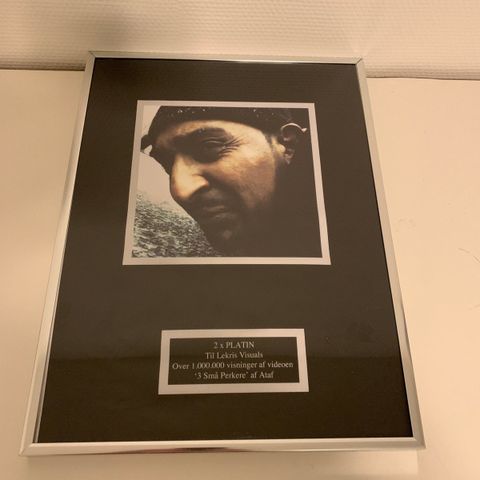 2 x PLATIN
Til Lekris Visuals
Over 1.000.000 visninger af videoen
‘3 Små Perkere’ af Ataf